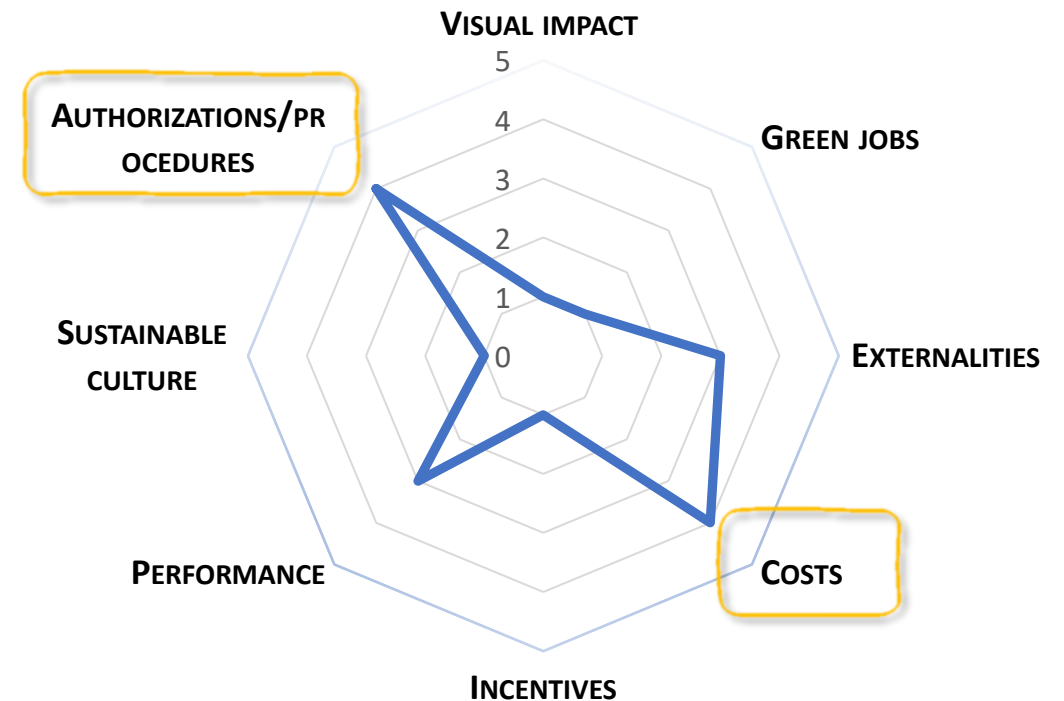 VISUAL IMPACT
5
AUTHORIZATIONS/PR
OCEDURES
4
GREEN JOBS
3
2
1
SUSTAINABLE
CULTURE
0
EXTERNALITIES
PERFORMANCE
COSTS
INCENTIVES